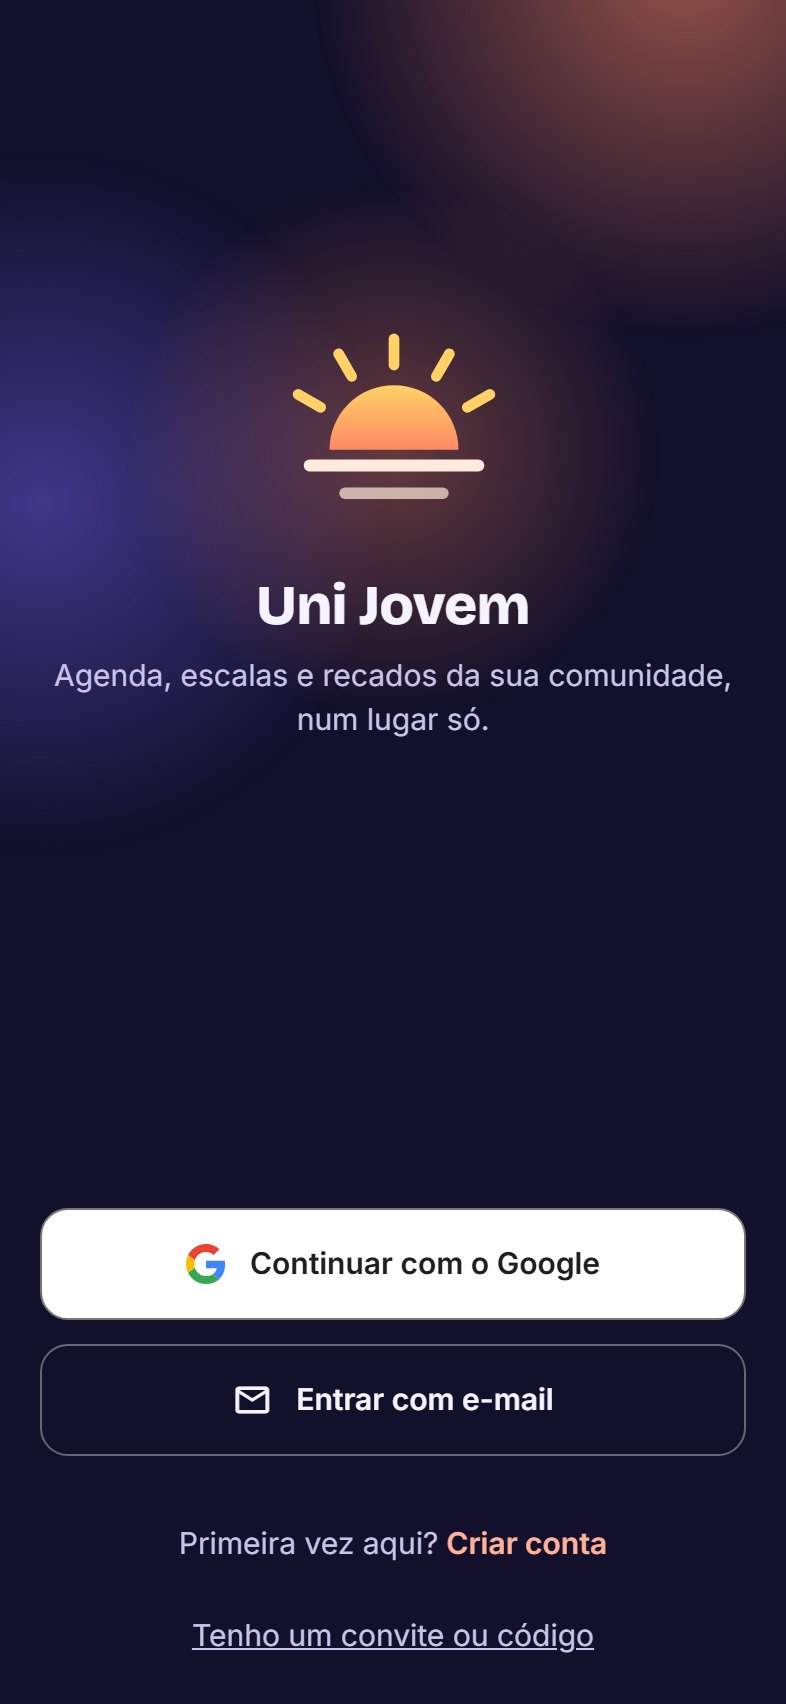 Uni Jovem
Agenda, escalas e recados da sua comunidade,
num lugar só.
Continuar com o Google
Entrar com e-mail
Primeira vez aqui? Criar conta
Tenho um convite ou código